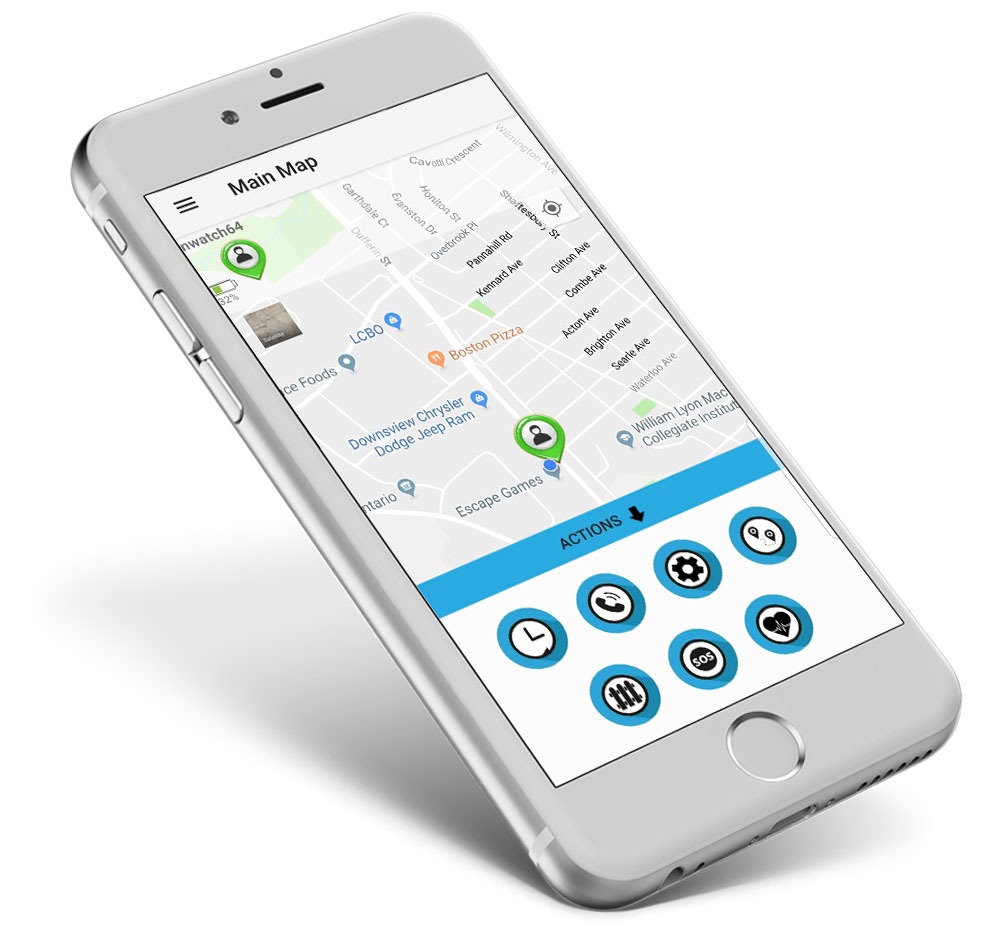 Main Map
Cavotti Crescent
Wilmington Ave
Garthdale Ct
Honiton St
Evanston Dr
Dufferin St
Overbrook Pl
Shaftesbury St
Pannahill Rd
Kennard Ave
Clifton Ave
Combe Ave
Acton Ave
Brighton Ave
Searle Ave
Waterloo Ave
nwatch64
32%
Satellite
LCBO
Boston Pizza
ce Foods
Downsview Chrysler
Dodge Jeep Ram
William Lyon Mac
Collegiate Institut
Escape Games
ntario
ACTIONS
SOS